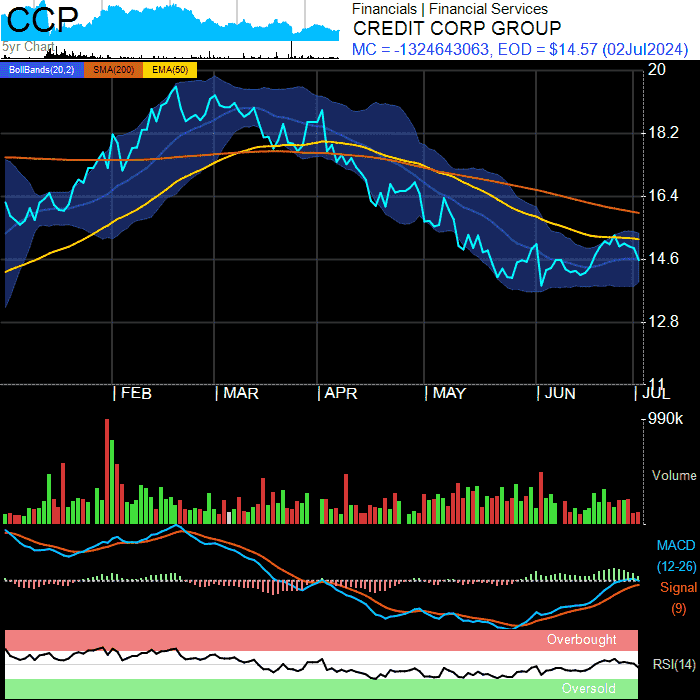 CCP
5yr Chart
Financials | Financial Services
CREDIT CORP GROUP
MC = -1324643063, EOD = $14.57 (02Jul2024)
BollBands(20,2) SMA(200) EMA(50)
20
18.2
16.4
14.6
12.8
11
FEB MAR APR MAY JUN JUL
990k
Volume
MACD
(12-26)
Signal
(9)
Overbought
RSI(14)
Oversold